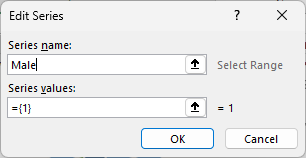 Edit Series
?
Series name:
Male
Select Range
Series values:
={1}
= 1
OK
Cancel